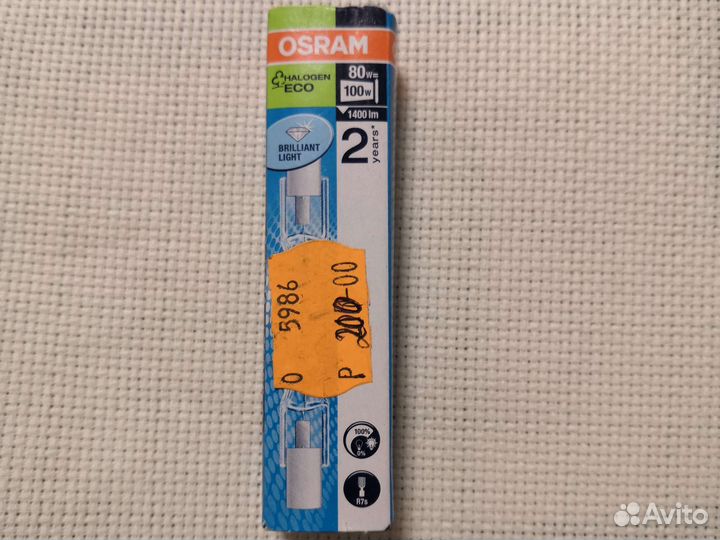 OSRAM
HALOGEN
ECO
80w=
100w
1400 lm
2 years*
BRILLIANT
LIGHT
О 5986
Р 200-00
100%
0%
R7s
Avito